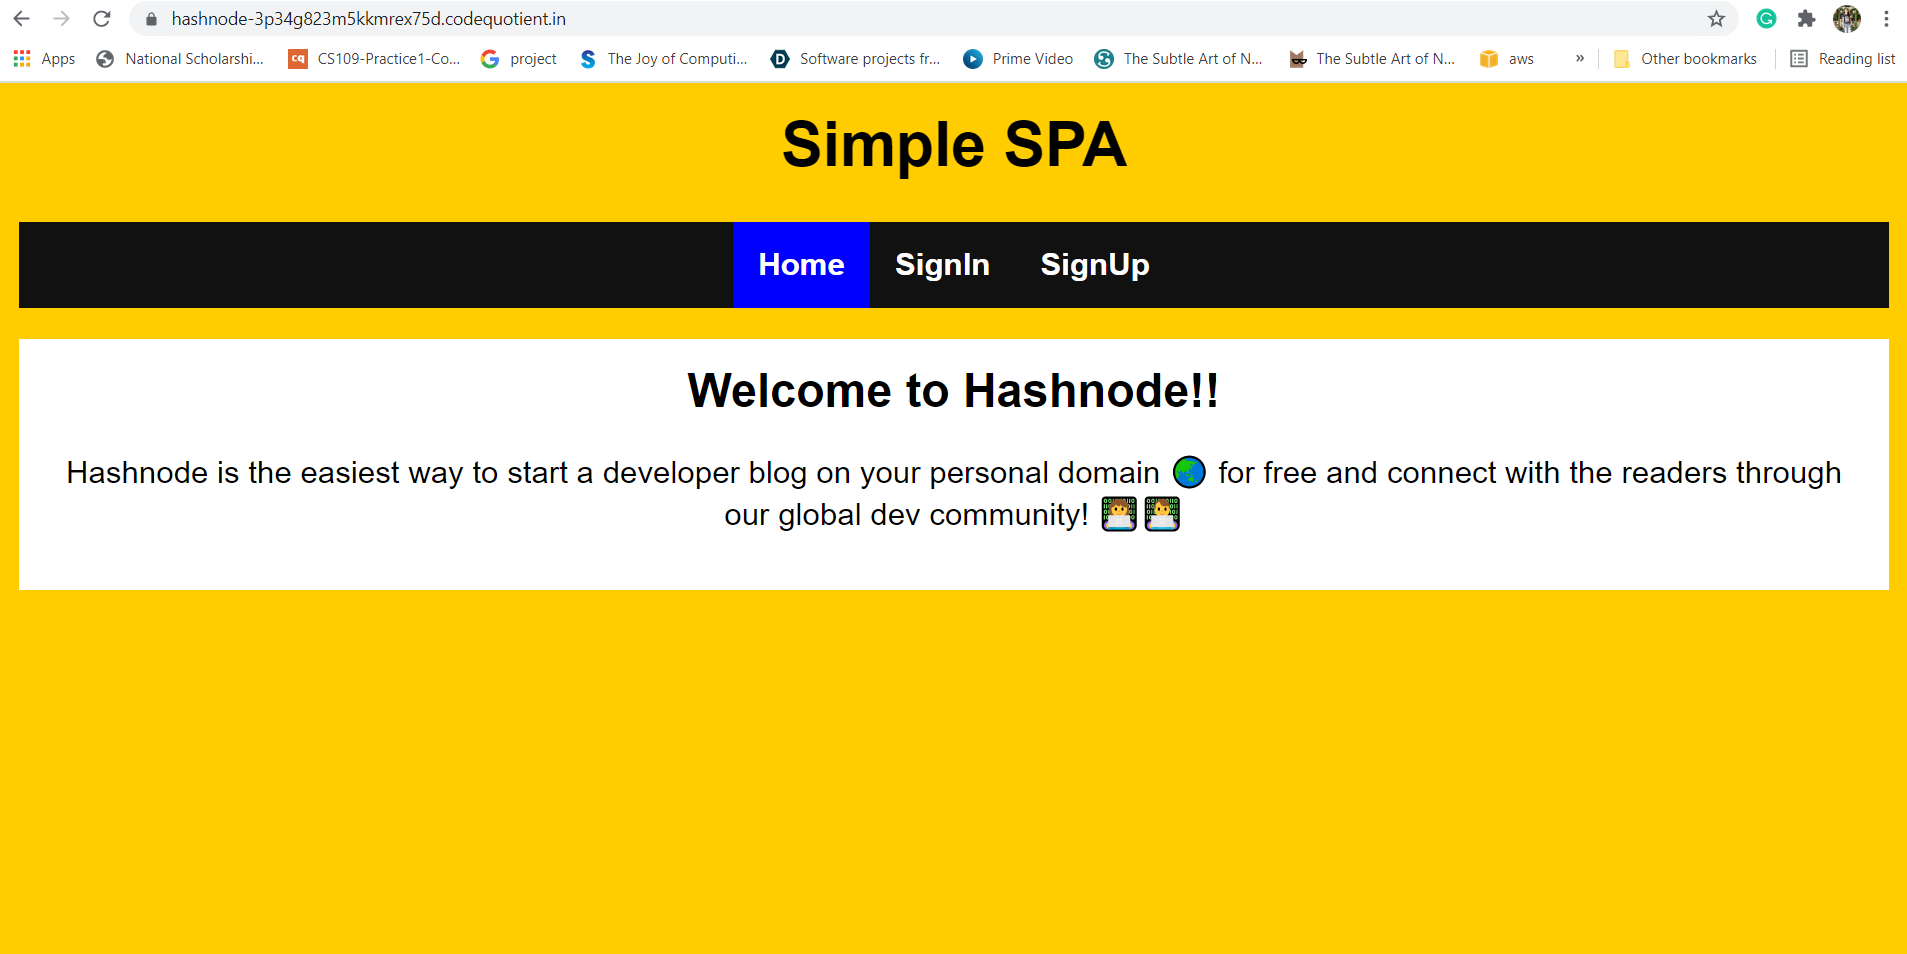 hashnode-3p34g823m5kkmrex75d.codequotient.in
Apps National Scholarshi... cq CS109-Practice1-Co... project The Joy of Computi... Software projects fr... Prime Video The Subtle Art of N... The Subtle Art of N... aws » Other bookmarks Reading list
Simple SPA
Home SignIn SignUp
Welcome to Hashnode!!
Hashnode is the easiest way to start a developer blog on your personal domain 🌏 for free and connect with the readers through
our global dev community! 👩‍💻👨‍💻